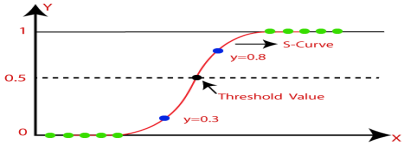 Y
1
S-Curve
y=0.8
0.5
Threshold Value
y=0.3
0
X